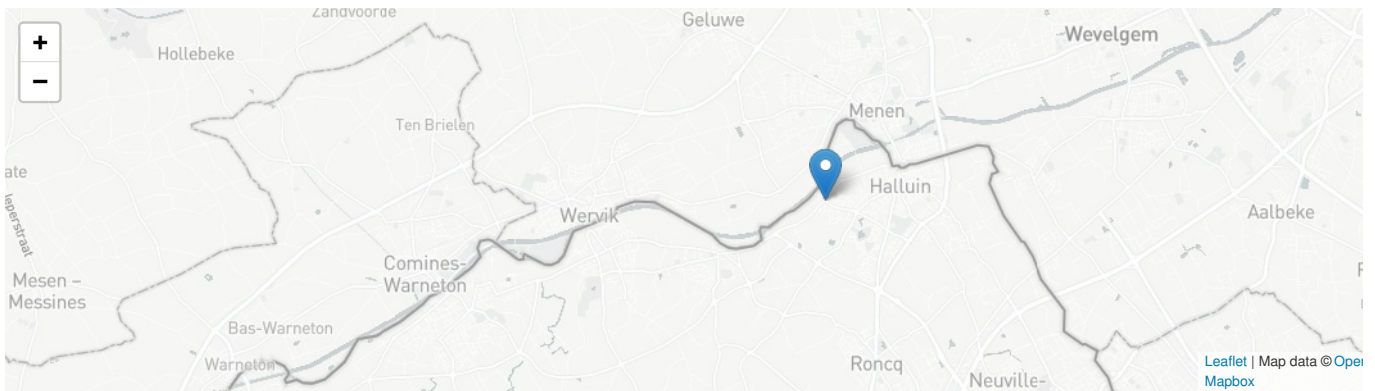 +
−
Zandvoorde
Geluwe
Wevelgem
Hollebeke
Menen
Ten Brielen
ate
Halluin
Ieperstraat
Wervik
Aalbeke
Comines-
Warneton
Mesen –
Messines
F
Bas-Warneton
Warneton
Roncq
Neuville-
Leaflet | Map data © Open
Mapbox